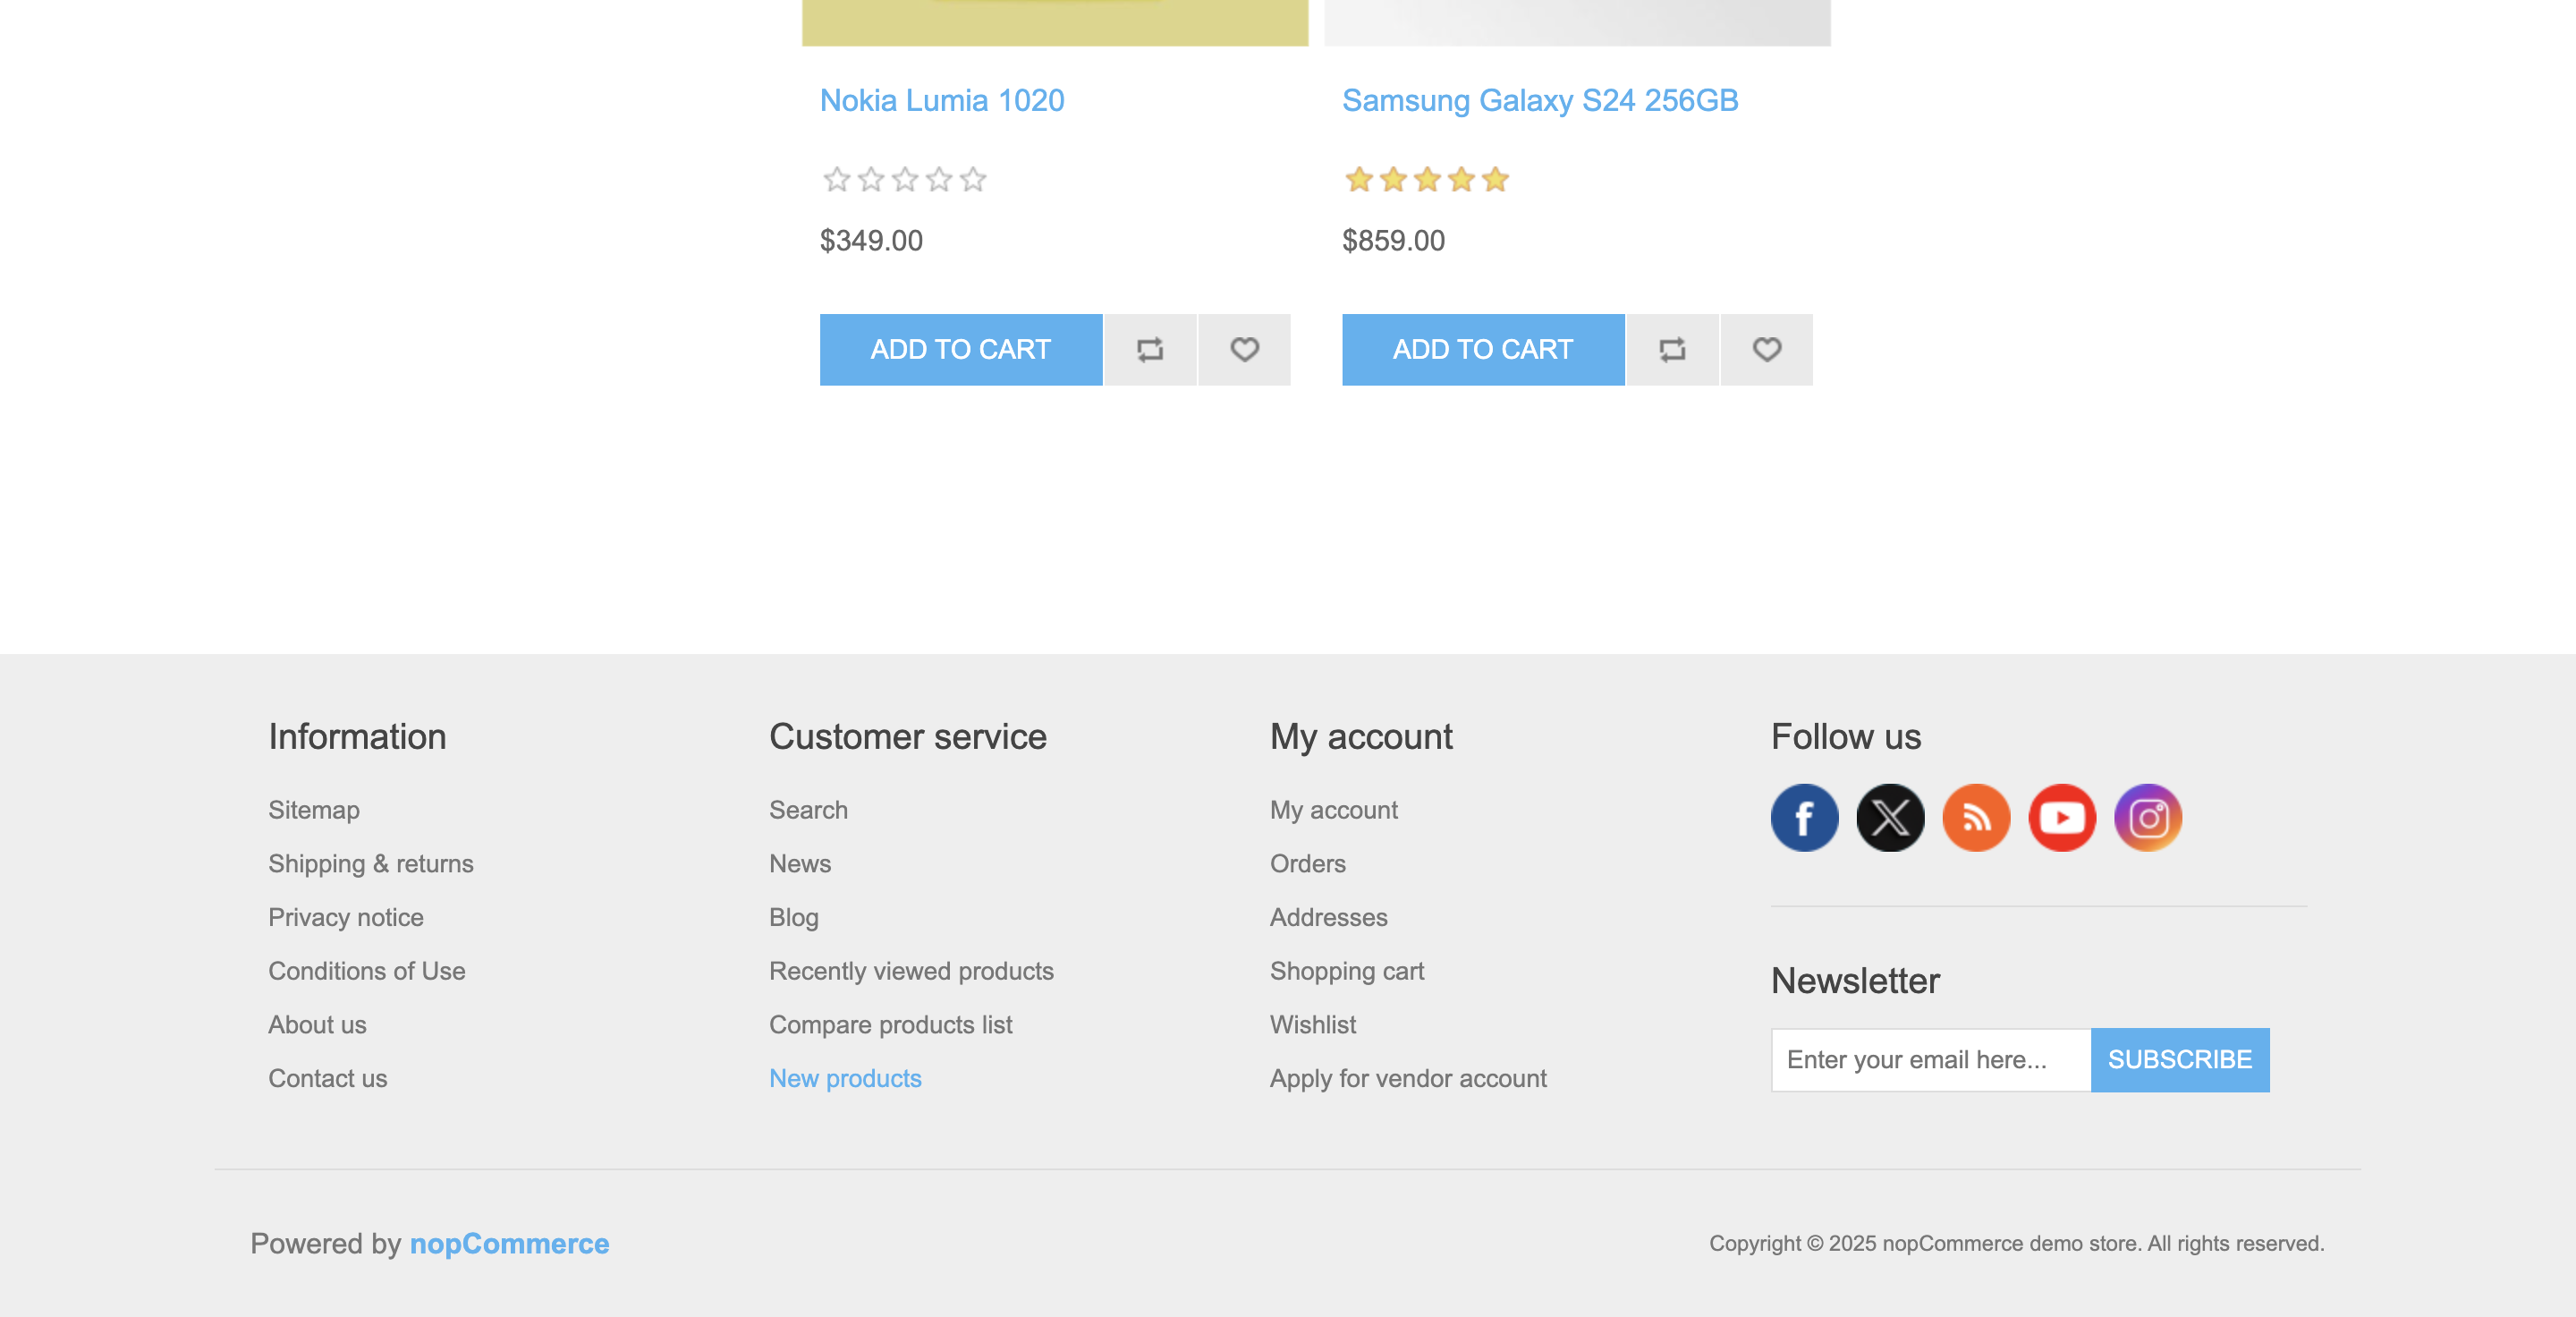 Nokia Lumia 1020
$349.00
ADD TO CART
Samsung Galaxy S24 256GB
$859.00
ADD TO CART
Information
Sitemap
Shipping & returns
Privacy notice
Conditions of Use
About us
Contact us
Customer service
Search
News
Blog
Recently viewed products
Compare products list
New products
My account
My account
Orders
Addresses
Shopping cart
Wishlist
Apply for vendor account
Follow us
Newsletter
Enter your email here...
SUBSCRIBE
Powered by nopCommerce
Copyright © 2025 nopCommerce demo store. All rights reserved.